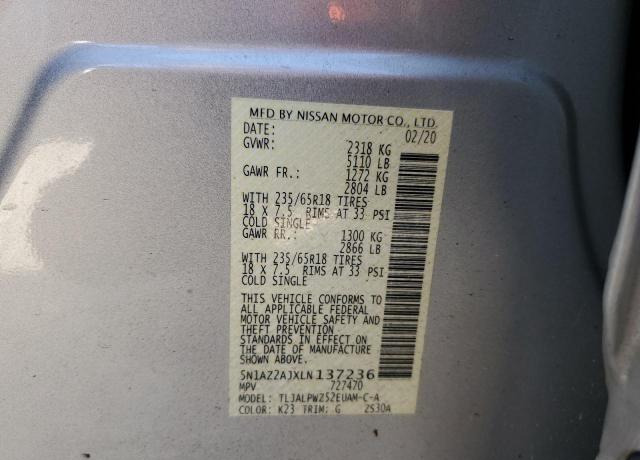 MFD BY NISSAN MOTOR CO., LTD.
DATE: 02/20
GVWR: 2318 KG
5110 LB
GAWR FR.: 1272 KG
2804 LB
WITH 235/65R18 TIRES
18 X 7.5 RIMS AT 33 PSI
COLD SINGLE
GAWR RR.: 1300 KG
2866 LB
WITH 235/65R18 TIRES
18 X 7.5 RIMS AT 33 PSI
COLD SINGLE
THIS VEHICLE CONFORMS TO
ALL APPLICABLE FEDERAL
MOTOR VEHICLE SAFETY AND
THEFT PREVENTION
STANDARDS IN EFFECT ON
THE DATE OF MANUFACTURE
SHOWN ABOVE.
5N1AZ2AJXLN137236
MPV 727470
MODEL: TLJALPWZ52EUAM-C-A
COLOR: K23 TRIM; G 2S30A